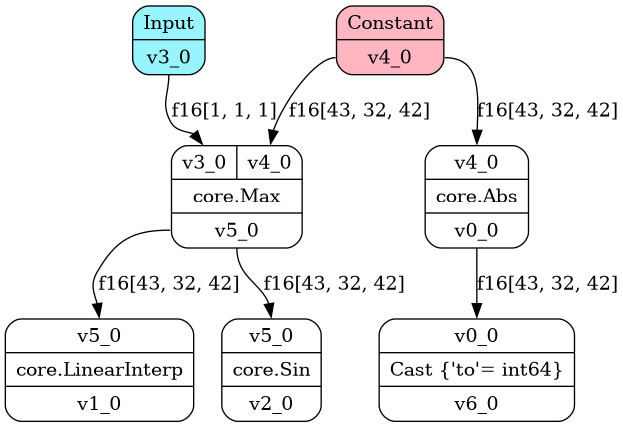 Input
v3_0
Constant
v4_0
f16[1, 1, 1]
f16[43, 32, 42]
f16[43, 32, 42]
v3_0 v4_0
core.Max
v5_0
v4_0
core.Abs
v0_0
f16[43, 32, 42]
f16[43, 32, 42]
f16[43, 32, 42]
v5_0
core.LinearInterp
v1_0
v5_0
core.Sin
v2_0
v0_0
Cast {'to'= int64}
v6_0